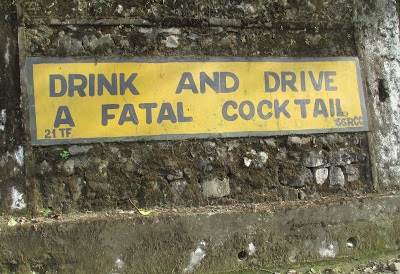 DRINK AND DRIVE
A FATAL COCKTAIL
21 TF